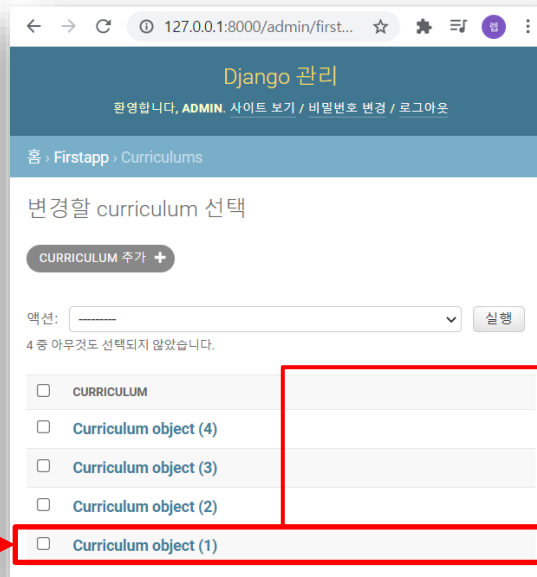 127.0.0.1:8000/admin/first...
랩
Django 관리
환영합니다, ADMIN. 사이트 보기 / 비밀번호 변경 / 로그아웃
홈 › Firstapp › Curriculums
변경할 curriculum 선택
CURRICULUM 추가 +
액션: --------- 실행
4 중 아무것도 선택되지 않았습니다.
CURRICULUM
Curriculum object (4)
Curriculum object (3)
Curriculum object (2)
Curriculum object (1)